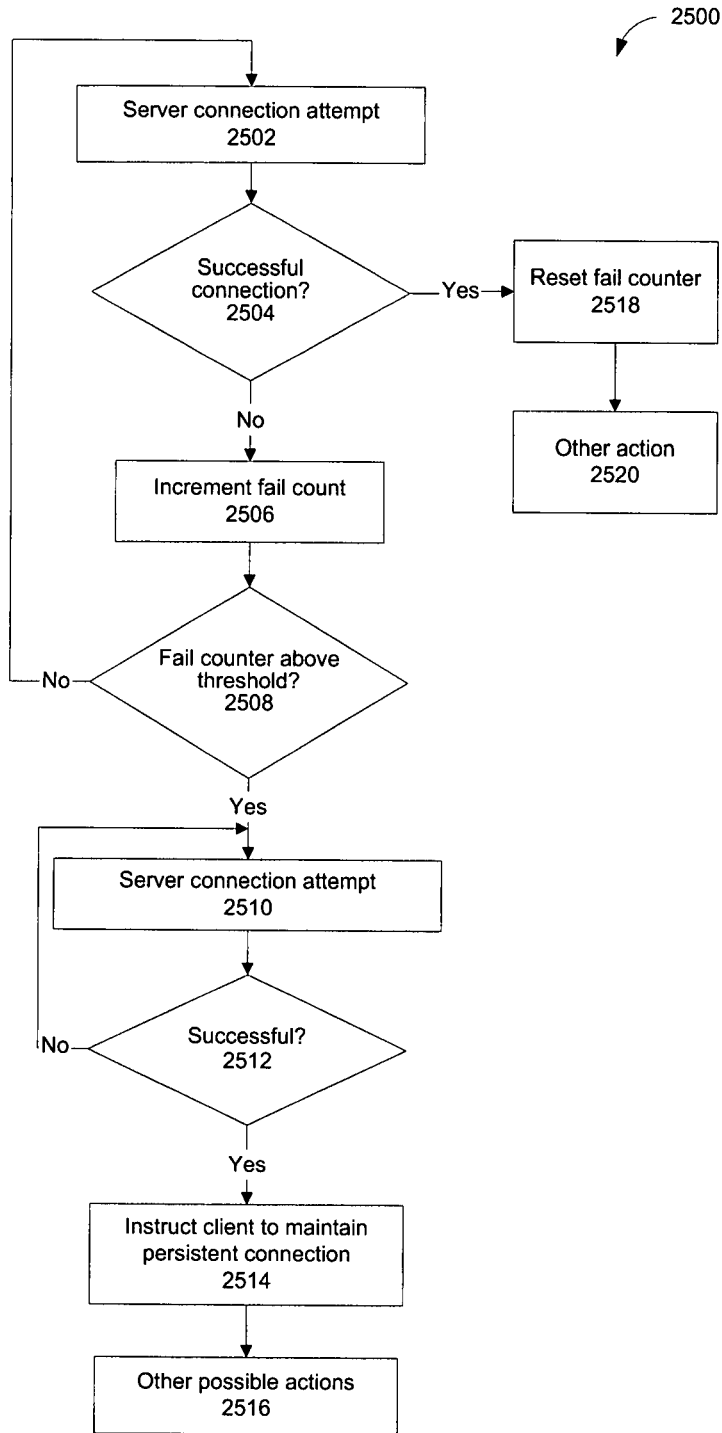 2500
Server connection attempt
2502
Successful
connection?
2504
Yes
Reset fail counter
2518
No
Other action
2520
Increment fail count
2506
Fail counter above
threshold?
2508
No
Yes
Server connection attempt
2510
Successful?
2512
No
Yes
Instruct client to maintain
persistent connection
2514
Other possible actions
2516